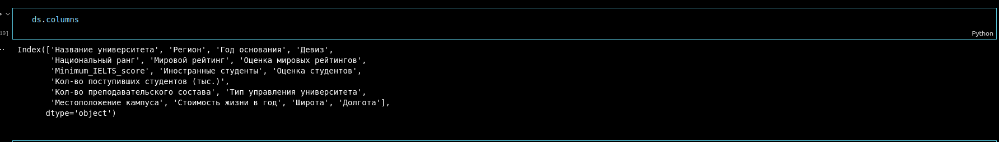 ds.columns
10]
Python
Index(['Название университета', 'Регион', 'Год основания', 'Девиз',
'Национальный ранг', 'Мировой рейтинг', 'Оценка мировых рейтингов',
'Minimum_IELTS_score', 'Иностранные студенты', 'Оценка студентов',
'Кол-во поступивших студентов (тыс.)',
'Кол-во преподавательского состава', 'Тип управления университета',
'Местоположение кампуса', 'Стоимость жизни в год', 'Широта', 'Долгота'],
dtype='object')